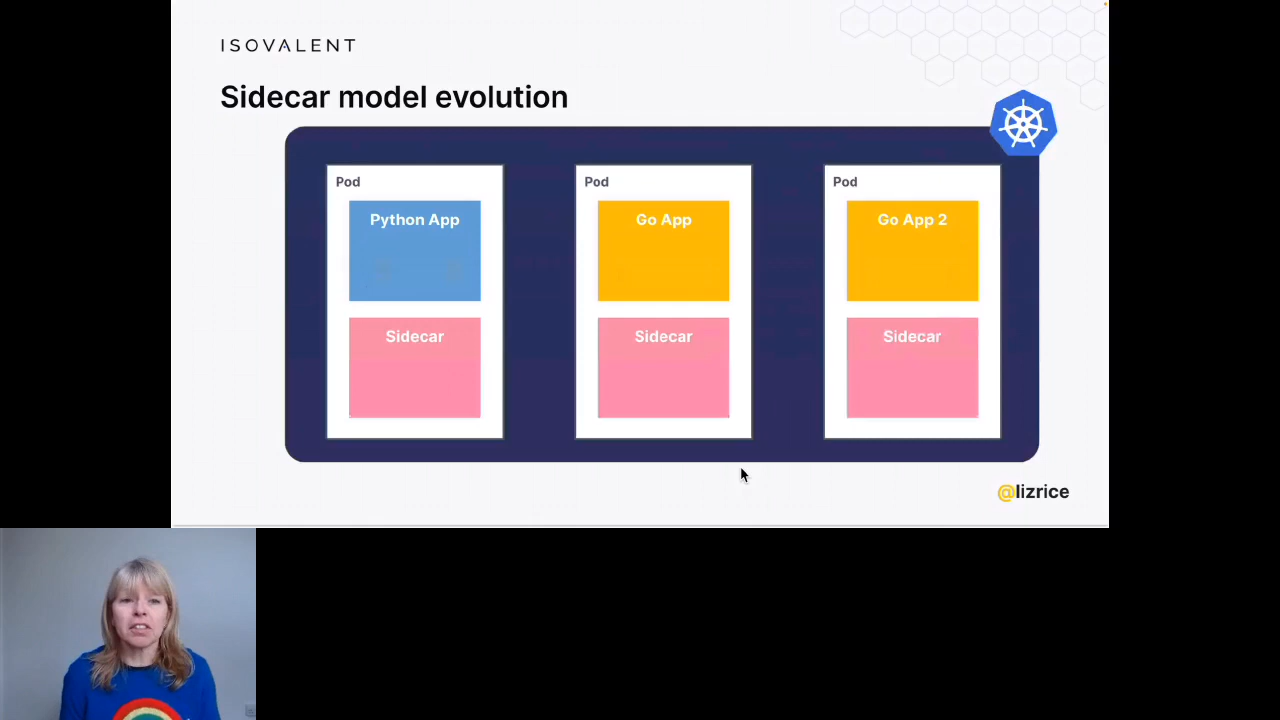 ISOVALENT
Sidecar model evolution
Pod
Python App
Sidecar
Pod
Go App
Sidecar
Pod
Go App 2
Sidecar
@lizrice